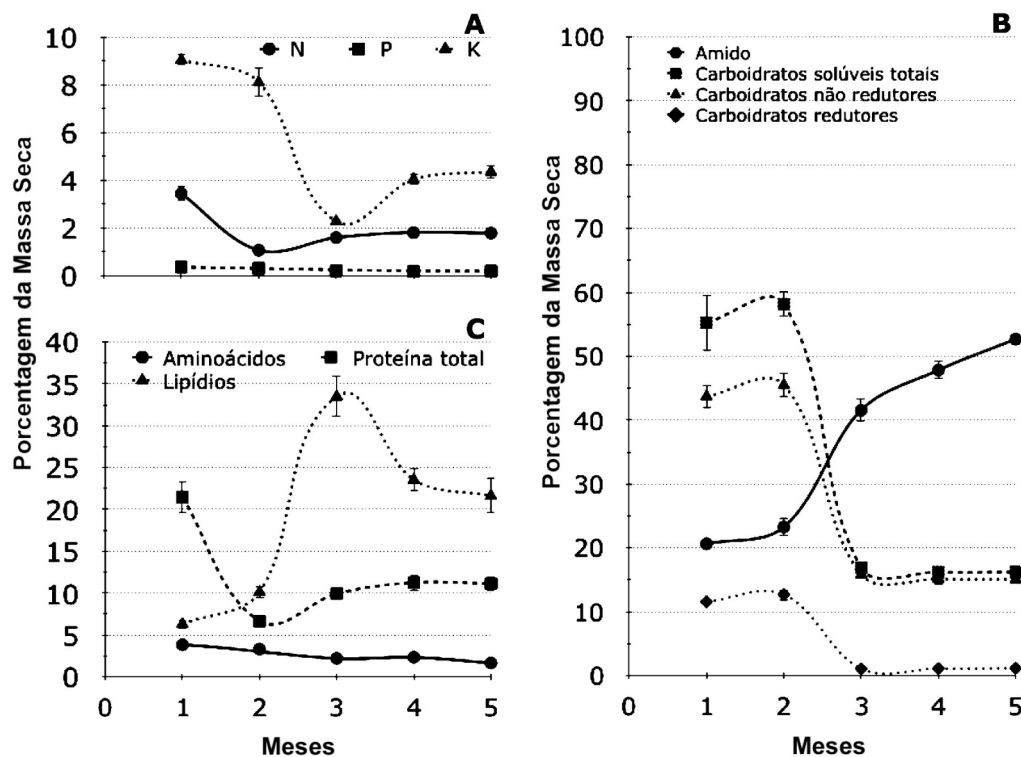 A
N P K
10
8
6
4
2
0
Porcentagem da Massa Seca
C
Aminoácidos Proteína total
Lipídios
40
35
30
25
20
15
10
5
0
0 1 2 3 4 5
Meses
B
Amido
Carboidratos solúveis totais
Carboidratos não redutores
Carboidratos redutores
100
90
80
70
60
50
40
30
20
10
0
Porcentagem da Massa Seca
0 1 2 3 4 5
Meses